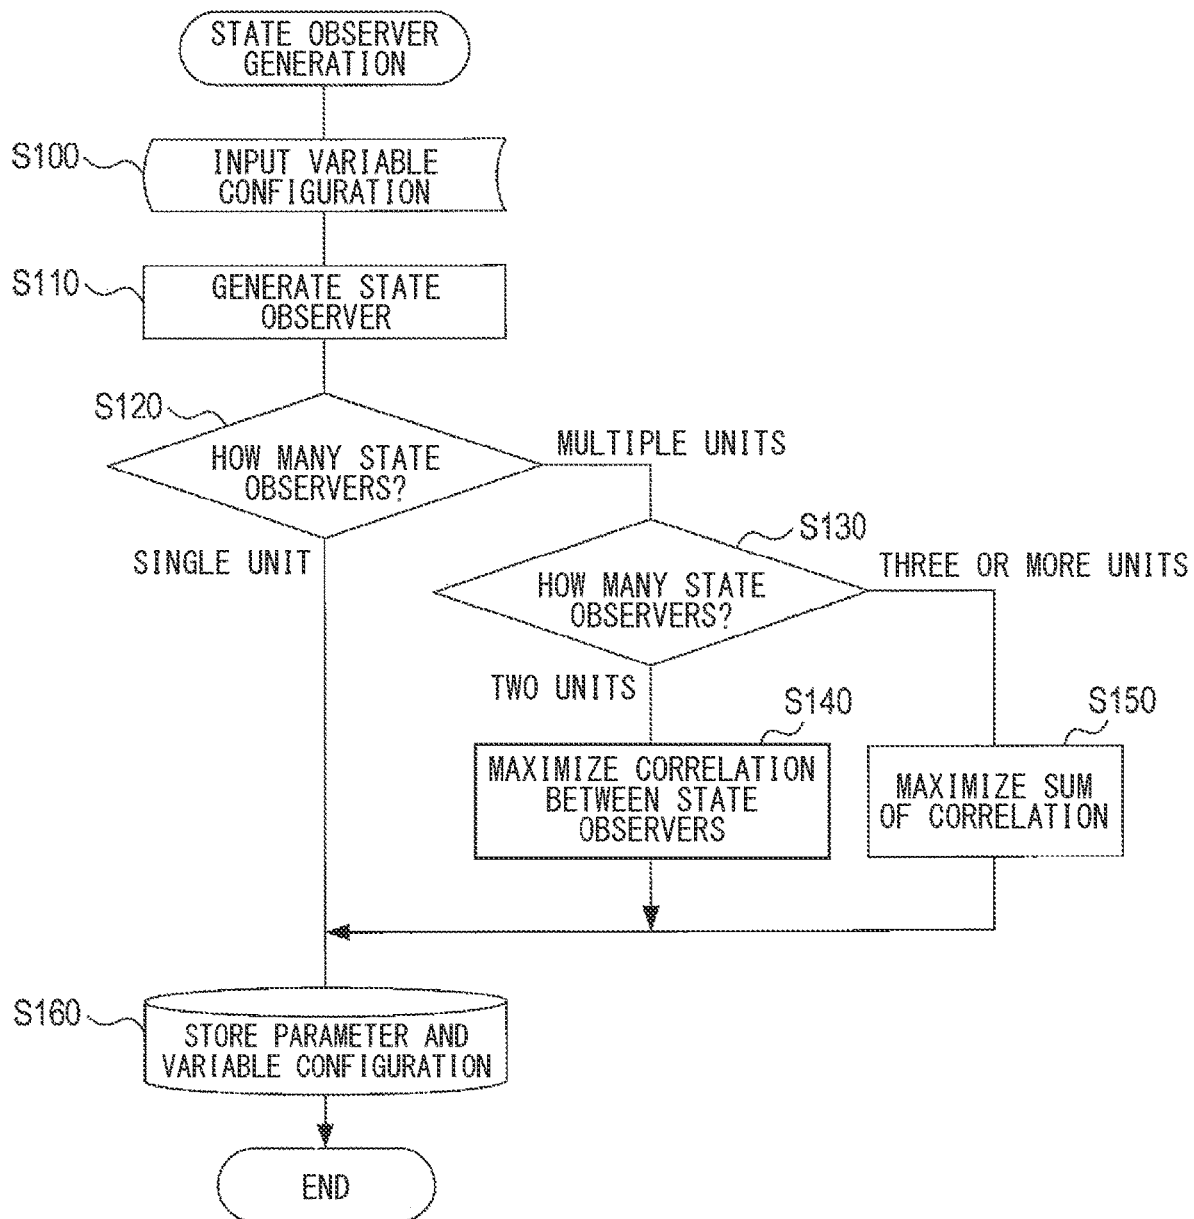 STATE OBSERVER
GENERATION
S100
INPUT VARIABLE
CONFIGURATION
S110
GENERATE STATE
OBSERVER
S120
HOW MANY STATE
OBSERVERS?
MULTIPLE UNITS
SINGLE UNIT
S130
HOW MANY STATE
OBSERVERS?
THREE OR MORE UNITS
TWO UNITS
S140
MAXIMIZE CORRELATION
BETWEEN STATE
OBSERVERS
S150
MAXIMIZE SUM
OF CORRELATION
S160
STORE PARAMETER AND
VARIABLE CONFIGURATION
END